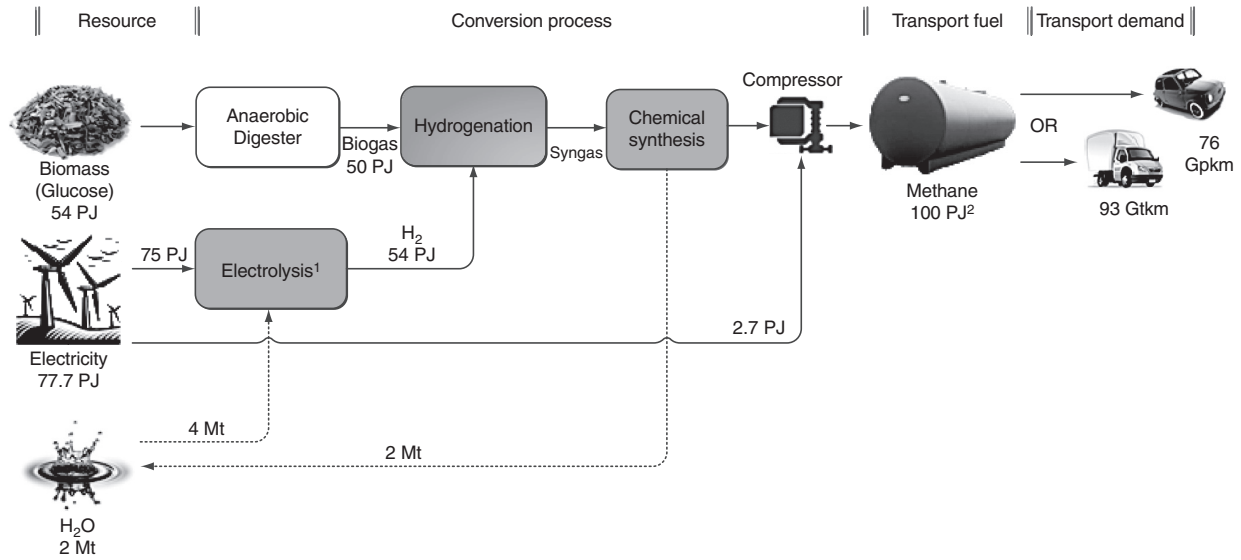 Resource
Conversion process
Transport fuel
Transport demand
Compressor
Anaerobic
Digester
Biogas
50 PJ
Hydrogenation
Syngas
Chemical
synthesis
OR
76
Gpkm
Biomass
(Glucose)
54 PJ
Methane
100 PJ²
93 Gtkm
75 PJ
Electrolysis¹
H₂
54 PJ
2.7 PJ
Electricity
77.7 PJ
4 Mt
2 Mt
H₂O
2 Mt